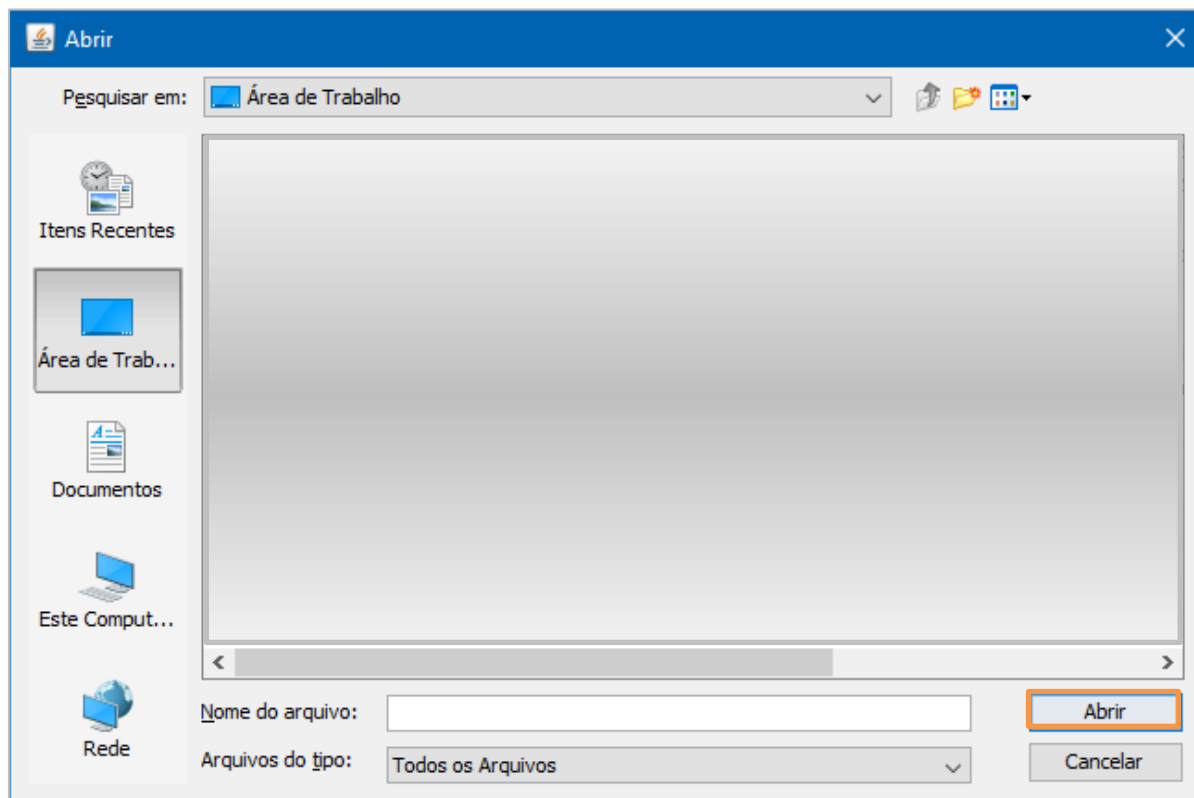 Abrir
Pesquisar em:
Área de Trabalho
Itens Recentes
Área de Trab...
Documentos
Este Comput...
Rede
Nome do arquivo:
Abrir
Arquivos do tipo:
Todos os Arquivos
Cancelar